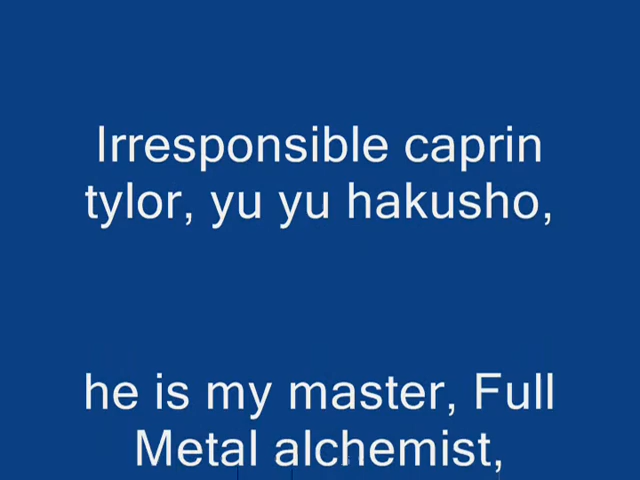 Irresponsible caprin
tylor, yu yu hakusho,
he is my master, Full
Metal alchemist,